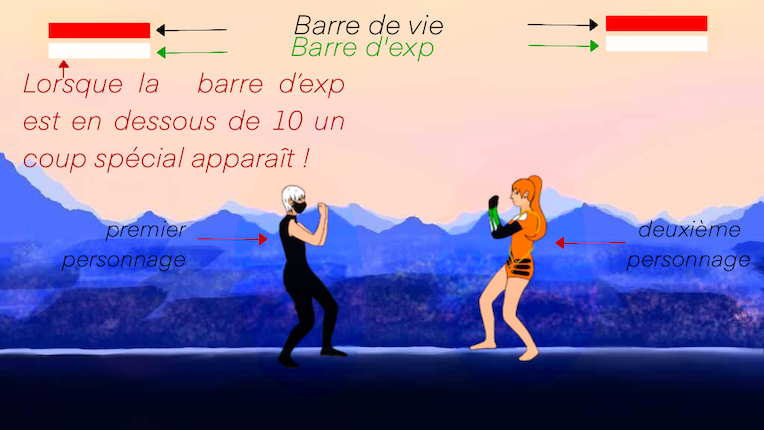 Barre de vie
Barre d'exp
Lorsque la barre d'exp
est en dessous de 10 un
coup spécial apparaît !
premier
personnage
deuxième
personnage